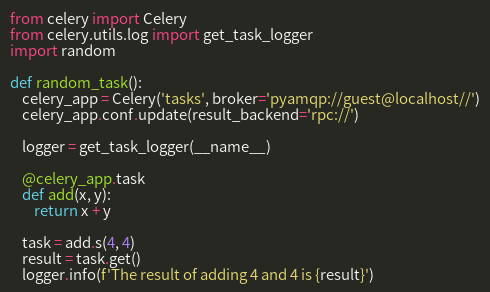 from celery import Celery
from celery.utils.log import get_task_logger
import random
def random_task():
celery_app = Celery('tasks', broker='pyamqp://guest@localhost//')
celery_app.conf.update(result_backend='rpc://')
logger = get_task_logger(__name__)
@celery_app.task
def add(x, y):
return x + y
task = add.s(4, 4)
result = task.get()
logger.info(f'The result of adding 4 and 4 is {result}')